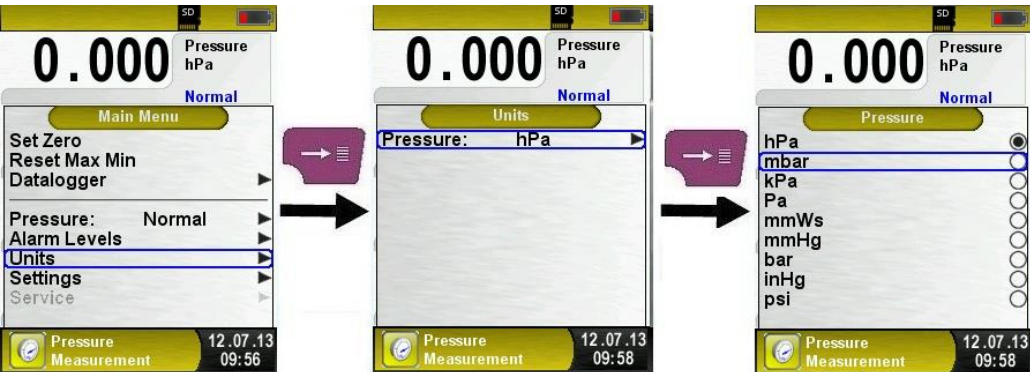 SD
0.000
Pressure
hPa
Normal
Main Menu
Set Zero
Reset Max Min
Datalogger
Pressure: Normal
Alarm Levels
Units
Settings
Service
Pressure
Measurement
12.07.13
09:56
SD
0.000
Pressure
hPa
Normal
Units
Pressure: hPa
Pressure
Measurement
12.07.13
09:58
SD
0.000
Pressure
hPa
Normal
Pressure
hPa
mbar
kPa
Pa
mmWs
mmHg
bar
inHg
psi
Pressure
Measurement
12.07.13
09:58